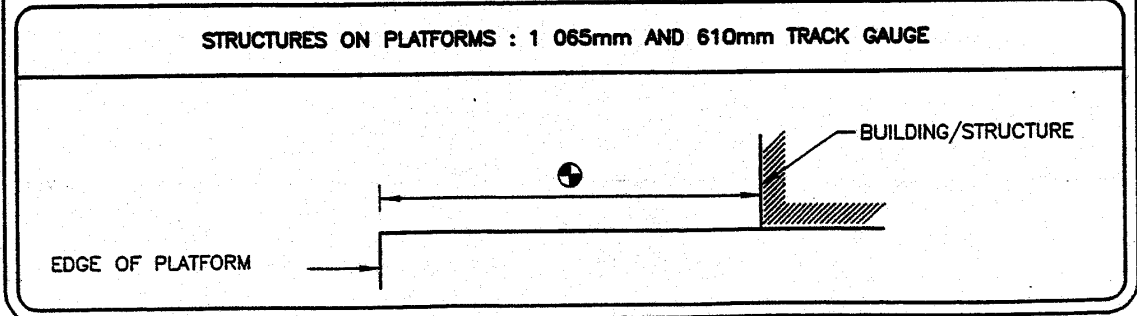 STRUCTURES ON PLATFORMS : 1 065mm AND 610mm TRACK GAUGE
BUILDING/STRUCTURE
EDGE OF PLATFORM